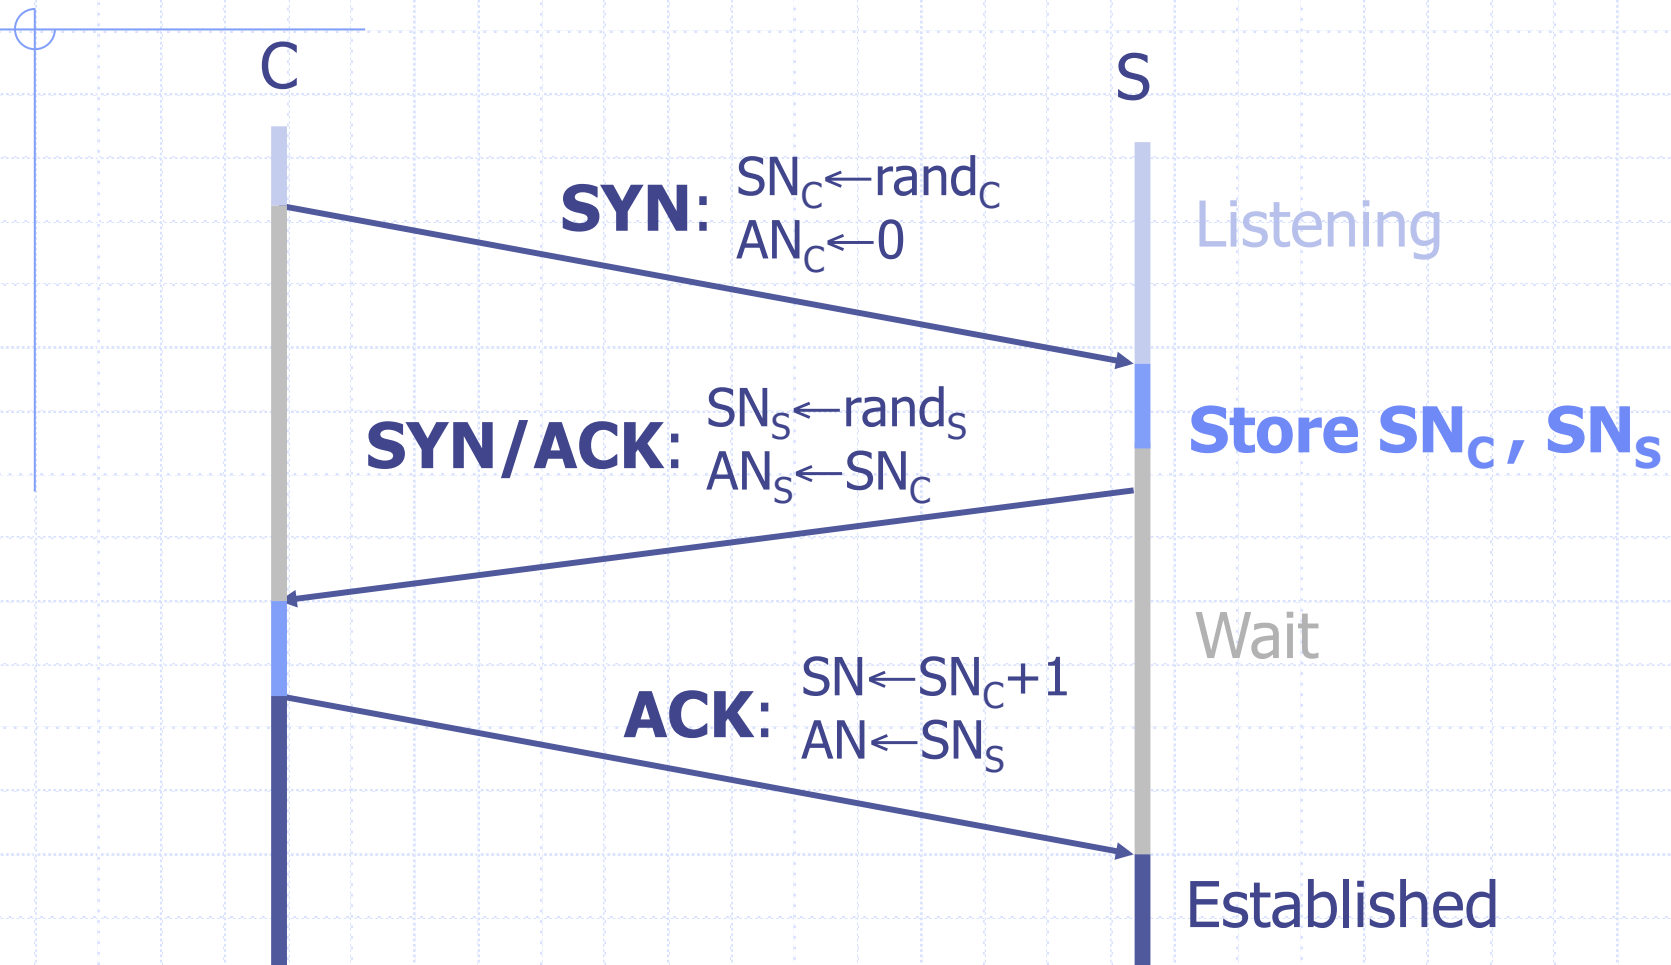 C
S
SYN: SN_C←rand_C
AN_C←0
Listening
SYN/ACK: SN_S←rand_S
AN_S←SN_C
Store SN_C, SN_S
Wait
ACK: SN←SN_C+1
AN←SN_S
Established